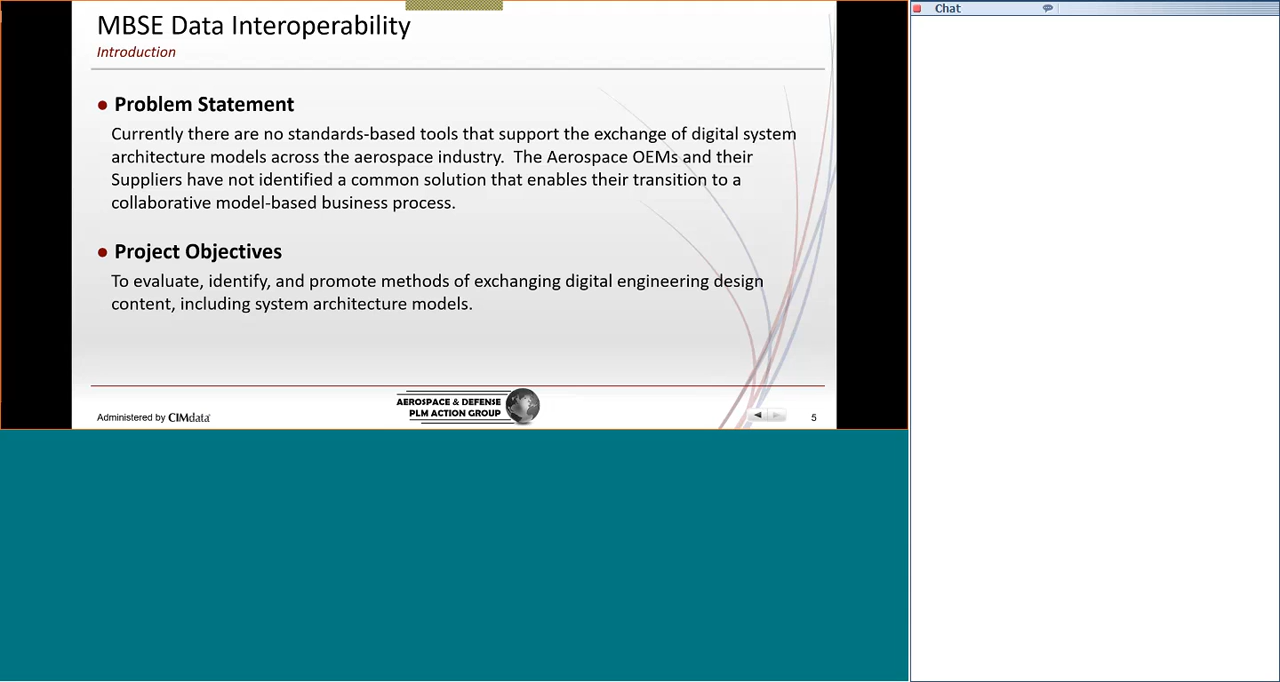 MBSE Data Interoperability
Introduction
Problem Statement
Currently there are no standards-based tools that support the exchange of digital system
architecture models across the aerospace industry.  The Aerospace OEMs and their
Suppliers have not identified a common solution that enables their transition to a
collaborative model-based business process.
Project Objectives
To evaluate, identify, and promote methods of exchanging digital engineering design
content, including system architecture models.
AEROSPACE & DEFENSE
PLM ACTION GROUP
Administered by CIMdata
5
Chat